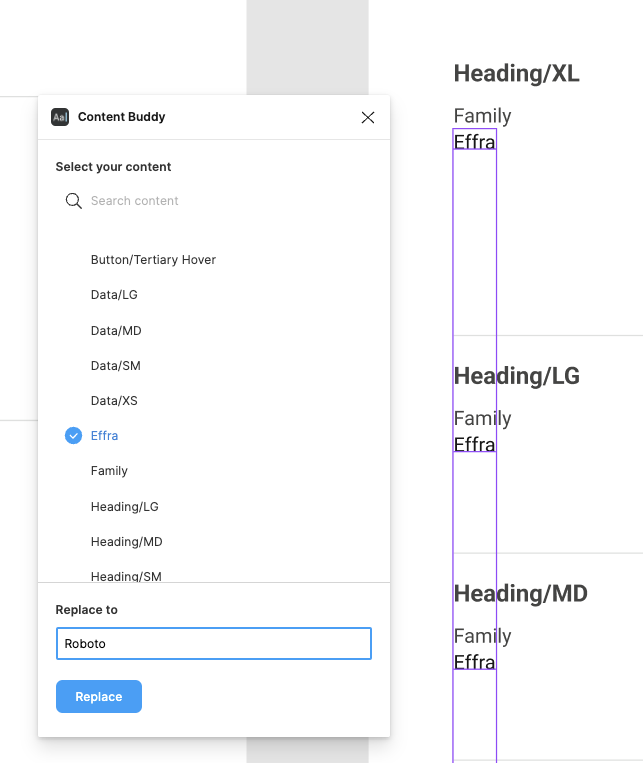 Aa
Content Buddy
Select your content
Search content
Button/Tertiary Hover
Data/LG
Data/MD
Data/SM
Data/XS
Effra
Family
Heading/LG
Heading/MD
Heading/SM
Replace to
Roboto
Replace
Heading/XL
Family
Effra
Heading/LG
Family
Effra
Heading/MD
Family
Effra